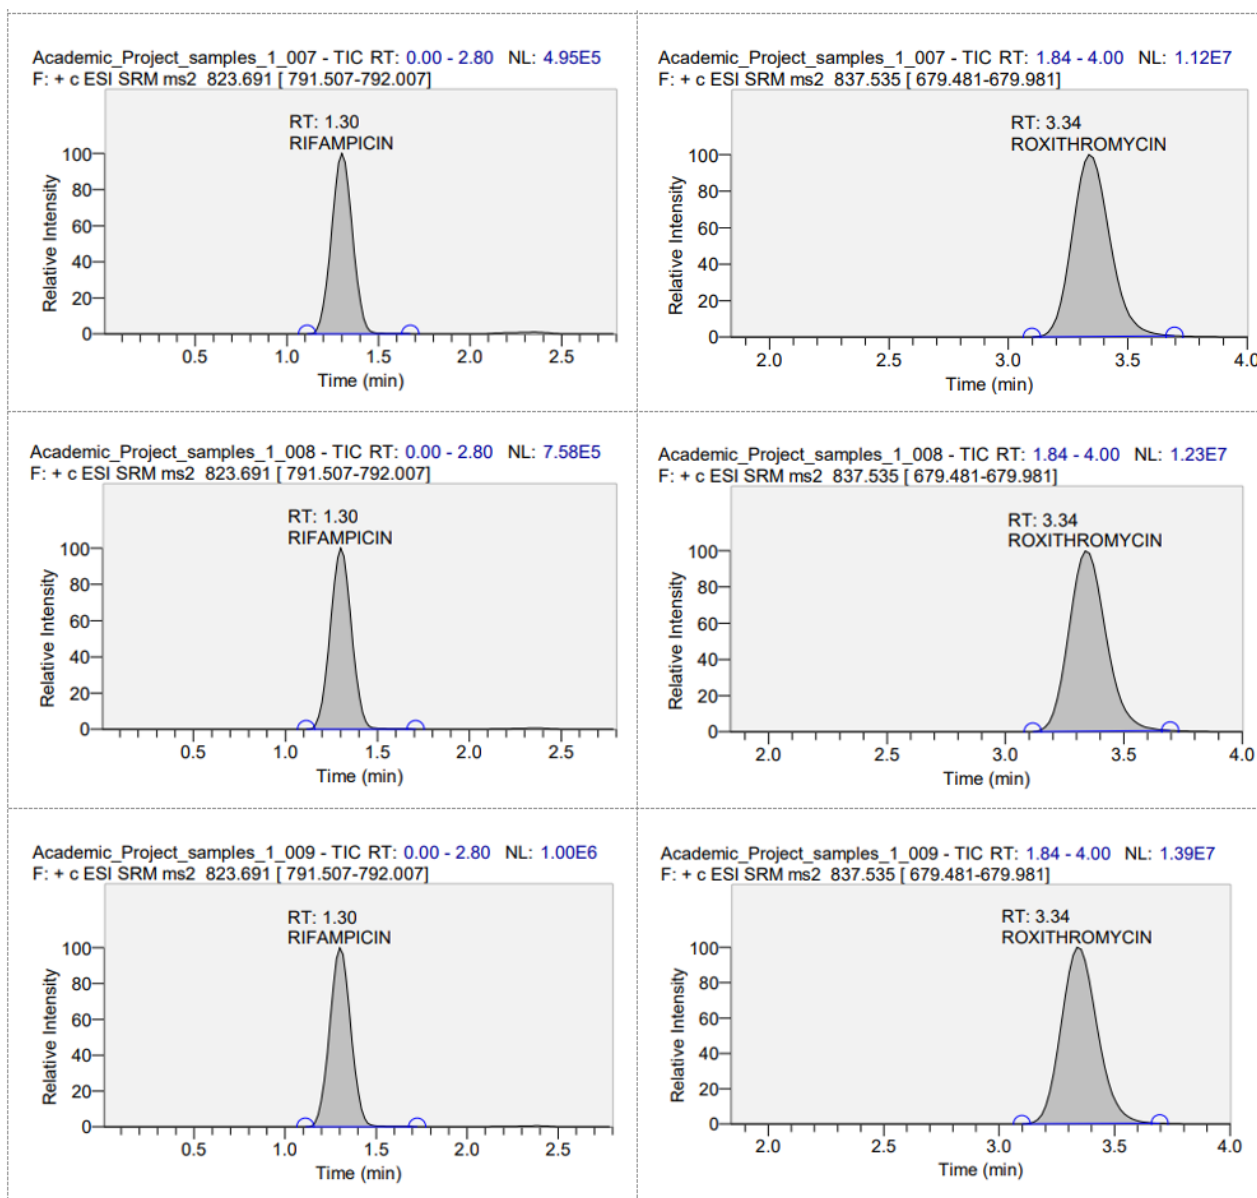 Academic_Project_samples_1_007 - TIC RT: 0.00 - 2.80 NL: 4.95E5
F: + c ESI SRM ms2 823.691 [ 791.507-792.007]
RT: 1.30
RIFAMPICIN
100
80
60
40
20
0
Relative Intensity
0.5 1.0 1.5 2.0 2.5
Time (min)
Academic_Project_samples_1_007 - TIC RT: 1.84 - 4.00 NL: 1.12E7
F: + c ESI SRM ms2 837.535 [ 679.481-679.981]
RT: 3.34
ROXITHROMYCIN
100
80
60
40
20
0
Relative Intensity
2.0 2.5 3.0 3.5 4.0
Time (min)
Academic_Project_samples_1_008 - TIC RT: 0.00 - 2.80 NL: 7.58E5
F: + c ESI SRM ms2 823.691 [ 791.507-792.007]
RT: 1.30
RIFAMPICIN
100
80
60
40
20
0
Relative Intensity
0.5 1.0 1.5 2.0 2.5
Time (min)
Academic_Project_samples_1_008 - TIC RT: 1.84 - 4.00 NL: 1.23E7
F: + c ESI SRM ms2 837.535 [ 679.481-679.981]
RT: 3.34
ROXITHROMYCIN
100
80
60
40
20
0
Relative Intensity
2.0 2.5 3.0 3.5 4.0
Time (min)
Academic_Project_samples_1_009 - TIC RT: 0.00 - 2.80 NL: 1.00E6
F: + c ESI SRM ms2 823.691 [ 791.507-792.007]
RT: 1.30
RIFAMPICIN
100
80
60
40
20
0
Relative Intensity
0.5 1.0 1.5 2.0 2.5
Time (min)
Academic_Project_samples_1_009 - TIC RT: 1.84 - 4.00 NL: 1.39E7
F: + c ESI SRM ms2 837.535 [ 679.481-679.981]
RT: 3.34
ROXITHROMYCIN
100
80
60
40
20
0
Relative Intensity
2.0 2.5 3.0 3.5 4.0
Time (min)